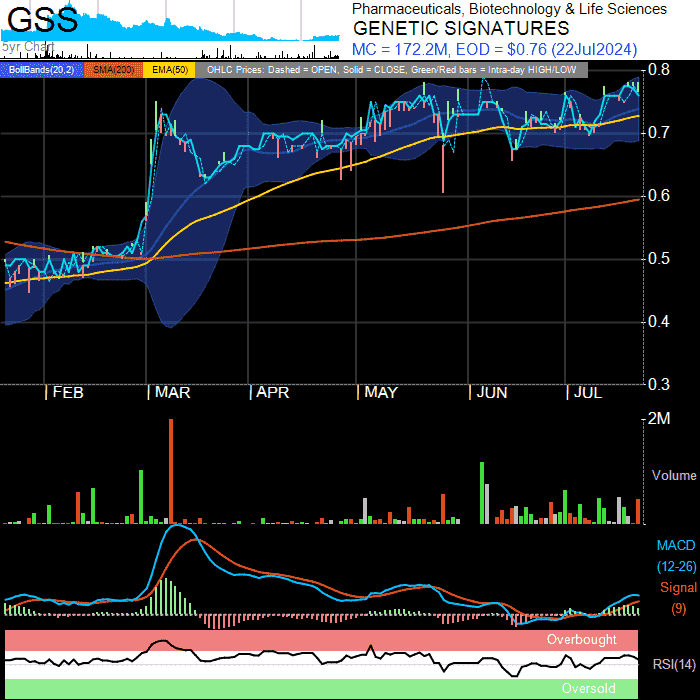 GSS
5yr Chart
Pharmaceuticals, Biotechnology & Life Sciences
GENETIC SIGNATURES
MC = 172.2M, EOD = $0.76 (22Jul2024)
BollBands(20,2) SMA(200) EMA(50) OHLC Prices: Dashed = OPEN, Solid = CLOSE, Green/Red bars = Intra-day HIGH/LOW
0.8
0.7
0.6
0.5
0.4
0.3
FEB MAR APR MAY JUN JUL
2M
Volume
MACD
(12-26)
Signal
(9)
Overbought
RSI(14)
Oversold